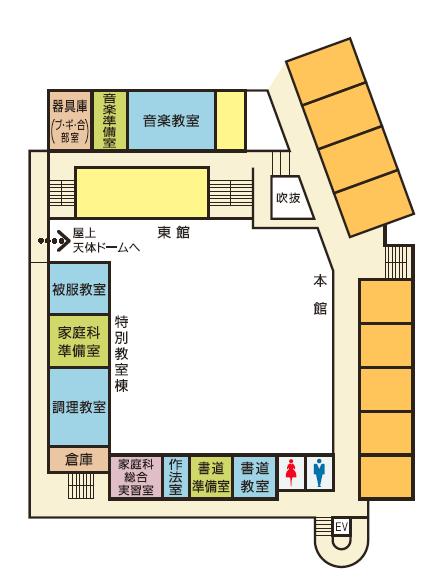 器具庫
(ブ・ギ・合)
部室
音楽準備室
音楽教室
吹抜
東館
屋上
天体ドームへ
本館
被服教室
家庭科
準備室
特別教室棟
調理教室
倉庫
家庭科
総合
実習室
作法室
書道
準備室
書道
教室
EV